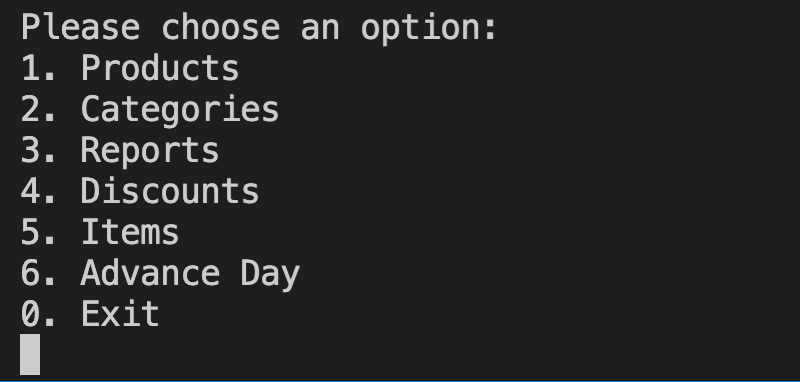 Please choose an option:
1. Products
2. Categories
3. Reports
4. Discounts
5. Items
6. Advance Day
0. Exit